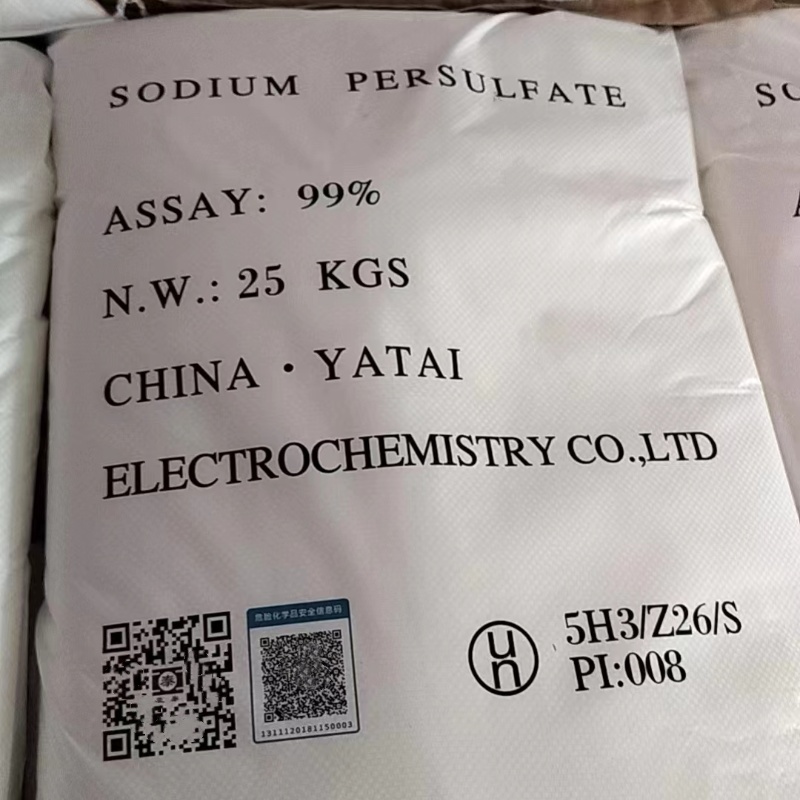 SODIUM PERSULFATE
ASSAY: 99%
N.W.: 25 KGS
CHINA · YATAI
ELECTROCHEMISTRY CO.,LTD
危险化学品安全信息码
1311120181150003
un
5H3/Z26/S
PI:008